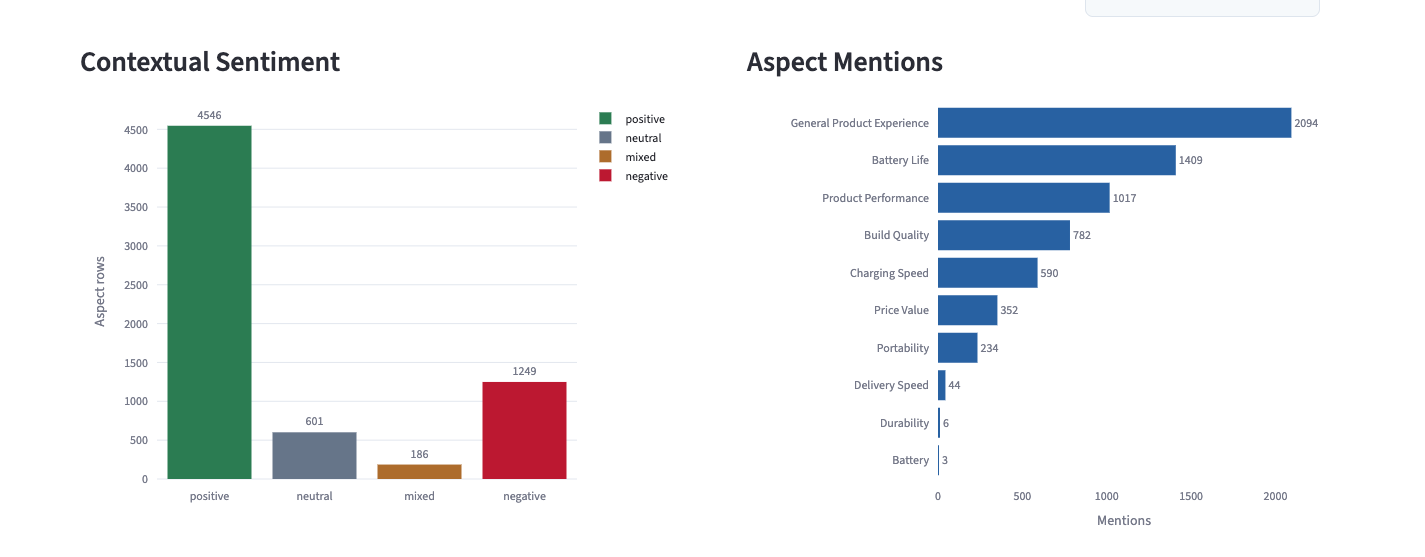 Contextual Sentiment
4546
4500
4000
3500
3000
2500
2000
1500
1000
500
0
Aspect rows
601
186
1249
positive
neutral
mixed
negative
positive
neutral
mixed
negative
Aspect Mentions
General Product Experience 2094
Battery Life 1409
Product Performance 1017
Build Quality 782
Charging Speed 590
Price Value 352
Portability 234
Delivery Speed 44
Durability 6
Battery 3
0 500 1000 1500 2000
Mentions